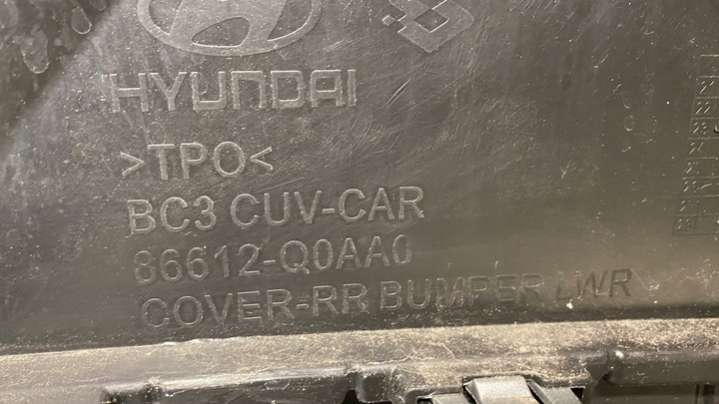 HYUNDAI
>TPO<
BC3 CUV-CAR
86612-Q0AA0
COVER-RR BUMPER LWR